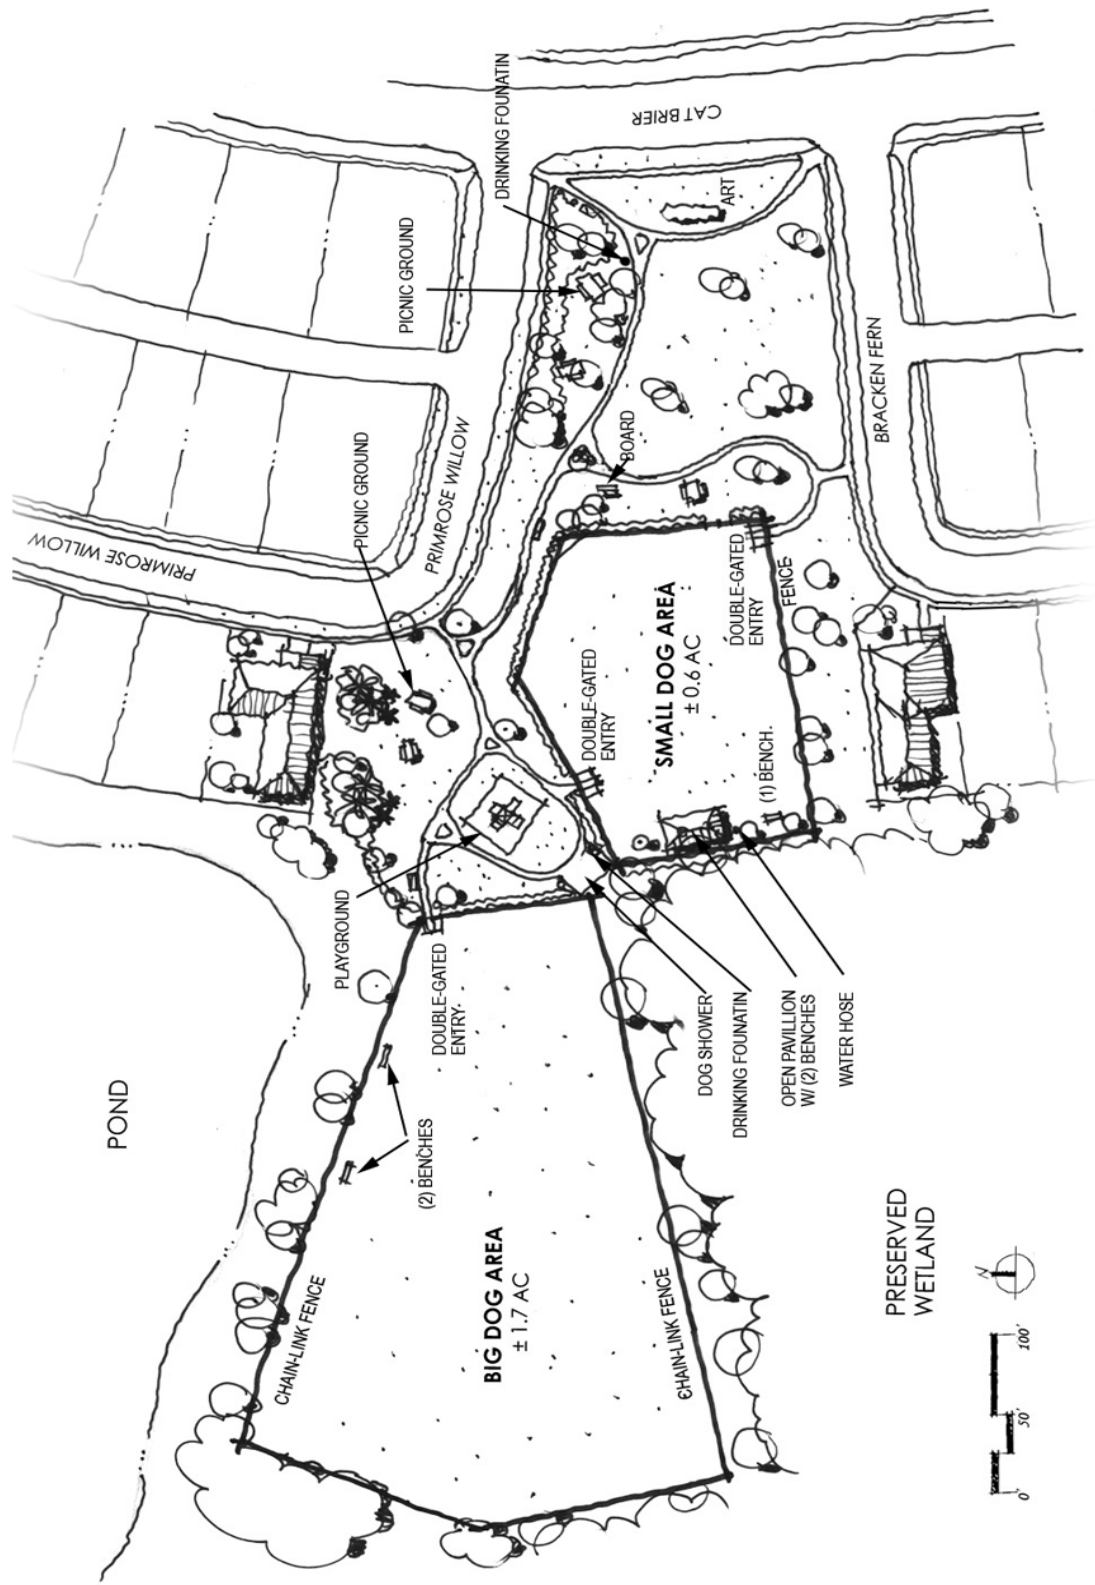 CATBRIER
DRINKING FOUNATIN
ART
PICNIC GROUND
BRACKEN FERN
BOARD
PICNIC GROUND
PRIMROSE WILLOW
PRIMROSE WILLOW
DOUBLE-GATED
ENTRY
FENCE
SMALL DOG AREA
± 0.6 AC
DOUBLE-GATED
ENTRY
(1) BENCH.
PLAYGROUND
DOUBLE-GATED
ENTRY
DOG SHOWER
DRINKING FOUNATIN
OPEN PAVILLION
W/ (2) BENCHES
WATER HOSE
POND
(2) BENCHES
BIG DOG AREA
± 1.7 AC
CHAIN-LINK FENCE
CHAIN-LINK FENCE
PRESERVED
WETLAND
N
0' 50' 100'